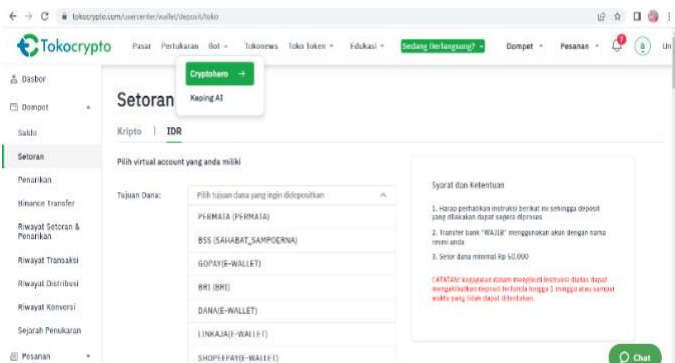 tokocrypto.com/usercenter/wallet/deposit/toko
Tokocrypto
Pasar Pertukaran Bot Tokonews Toko Token Edukasi Sedang Berlangsung? Dompet Pesanan
Cryptohero →
Keping AI
Dasbor
Dompet
Saldo
Setoran
Penarikan
Binance Transfer
Riwayat Setoran &
Penarikan
Riwayat Transaksi
Riwayat Distribusi
Riwayat Konversi
Sejarah Penukaran
Pesanan
Setoran
Kripto | IDR
Pilih virtual account yang anda miliki
Tujuan Dana:
Pilih tujuan dana yang ingin didepositkan
PERMATA (PERMATA)
BSS (SAHABAT_SAMPOERNA)
GOPAY(E-WALLET)
BRI (BRI)
DANA(E-WALLET)
LINKAJA(E-WALLET)
SHOPEEPAY(E-WALLET)
Syarat dan Ketentuan
1. Harap perhatikan instruksi berikut ini sehingga deposit
yang dilakukan dapat segera diproses
2. Transfer bank "WAJIB" menggunakan akun dengan nama
resmi anda
3. Setor dana minimal Rp 50.000
CATATAN: kegagalan dalam mengikuti instruksi diatas dapat
mengakibatkan deposit tertunda hingga 1 minggu atau sampai
waktu yang tidak dapat ditentukan.
Chat